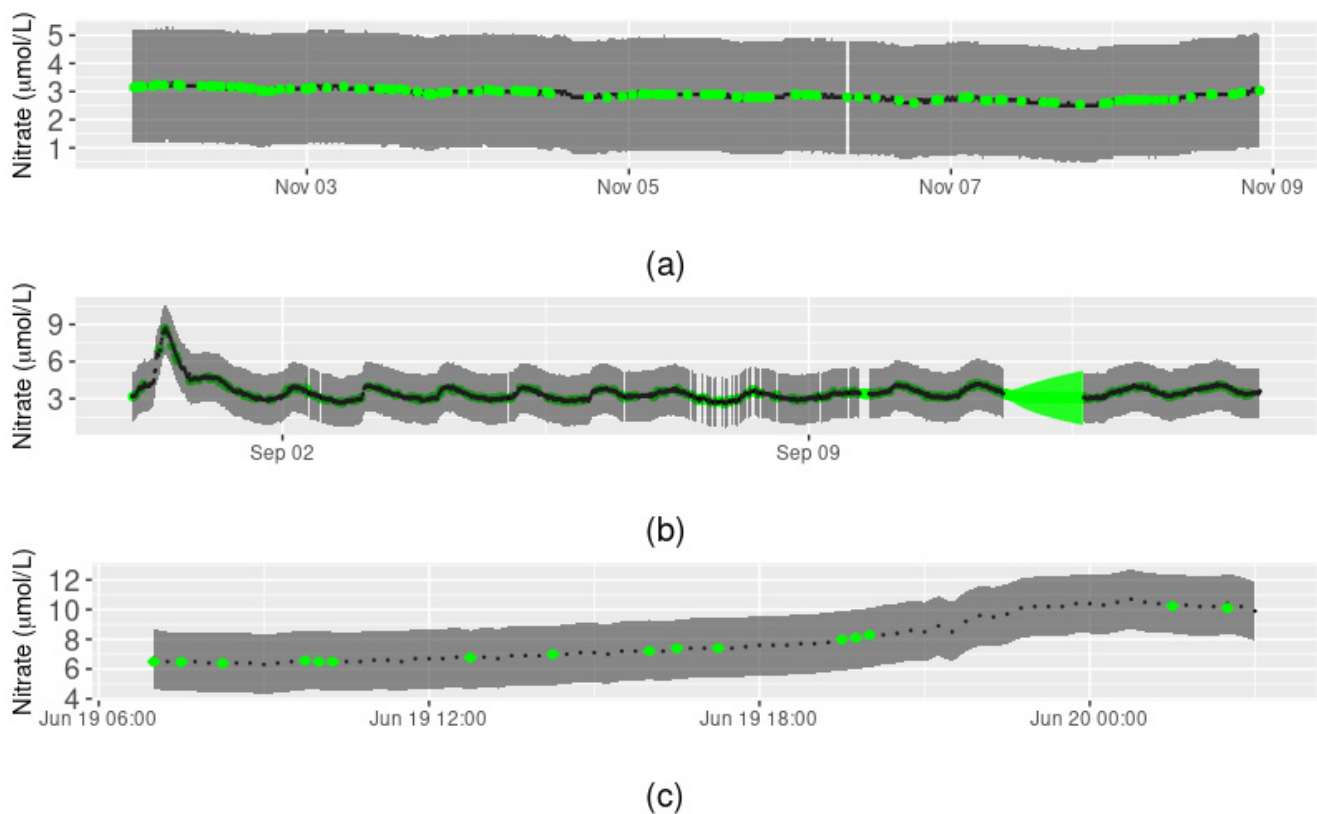 Nitrate (μmol/L)
5
4
3
2
1
Nov 03 Nov 05 Nov 07 Nov 09
(a)
Nitrate (μmol/L)
9
6
3
Sep 02 Sep 09
(b)
Nitrate (μmol/L)
12
10
8
6
4
Jun 19 06:00 Jun 19 12:00 Jun 19 18:00 Jun 20 00:00
(c)